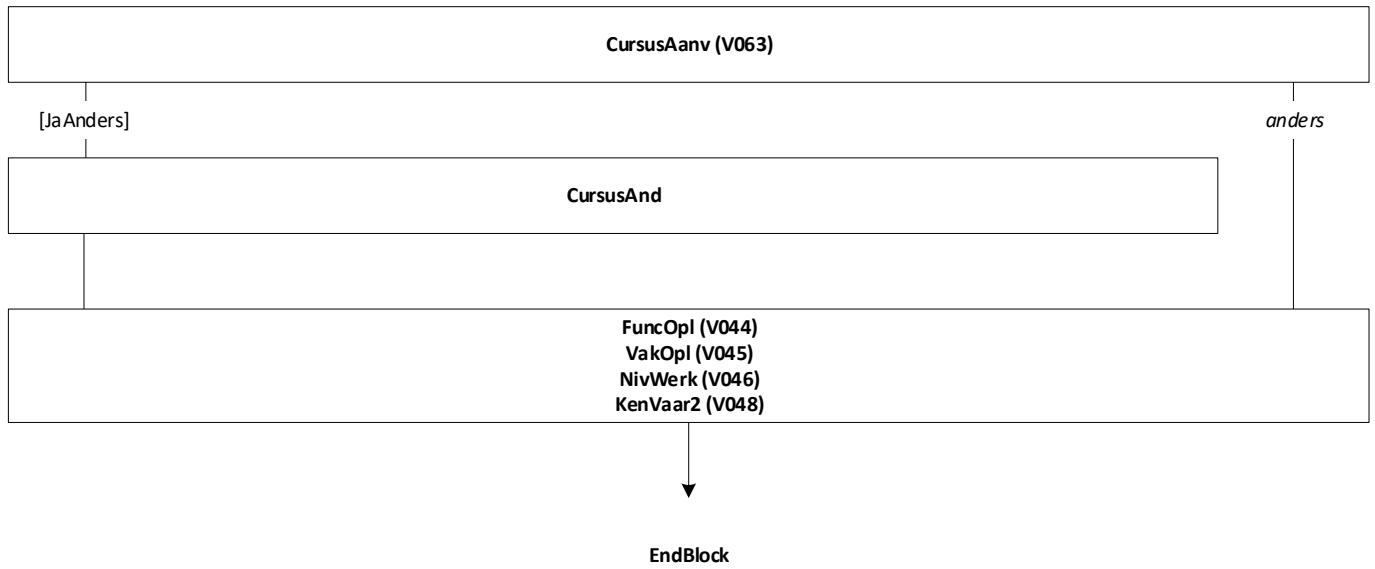 CursusAanv (V063)
[JaAnders]
anders
CursusAnd
FuncOpl (V044)
VakOpl (V045)
NivWerk (V046)
KenVaar2 (V048)
EndBlock